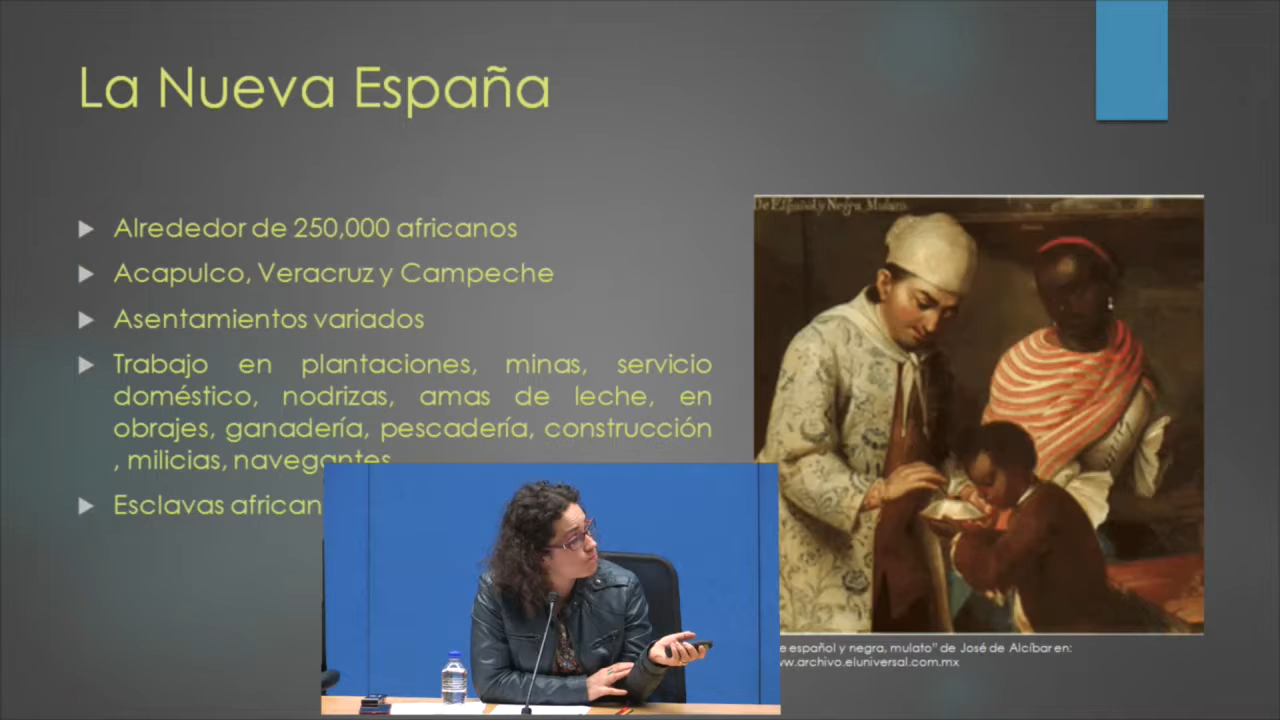 La Nueva España
Alrededor de 250,000 africanos
Acapulco, Veracruz y Campeche
Asentamientos variados
Trabajo en plantaciones, minas, servicio
doméstico, nodrizas, amas de leche, en
obrajes, ganadería, pescadería, construcción
, milicias, navegantes
Esclavas african
De Español y Negra, Mulato.
e español y negra, mulato" de José de Alcíbar en:
w.archivo.eluniversal.com.mx